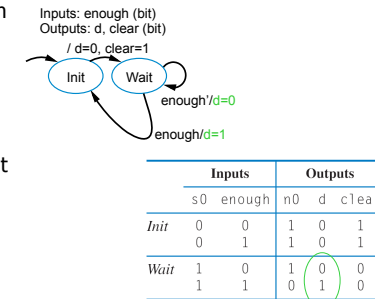 n
Inputs: enough (bit)
Outputs: d, clear (bit)
/ d=0, clear=1
Init
Wait
enough'/d=0
enough/d=1
t
Inputs Outputs
s0 enough n0 d clea
Init 0 0 1 0 1
0 1 1 0 1
Wait 1 0 1 0 0
1 1 0 1 0